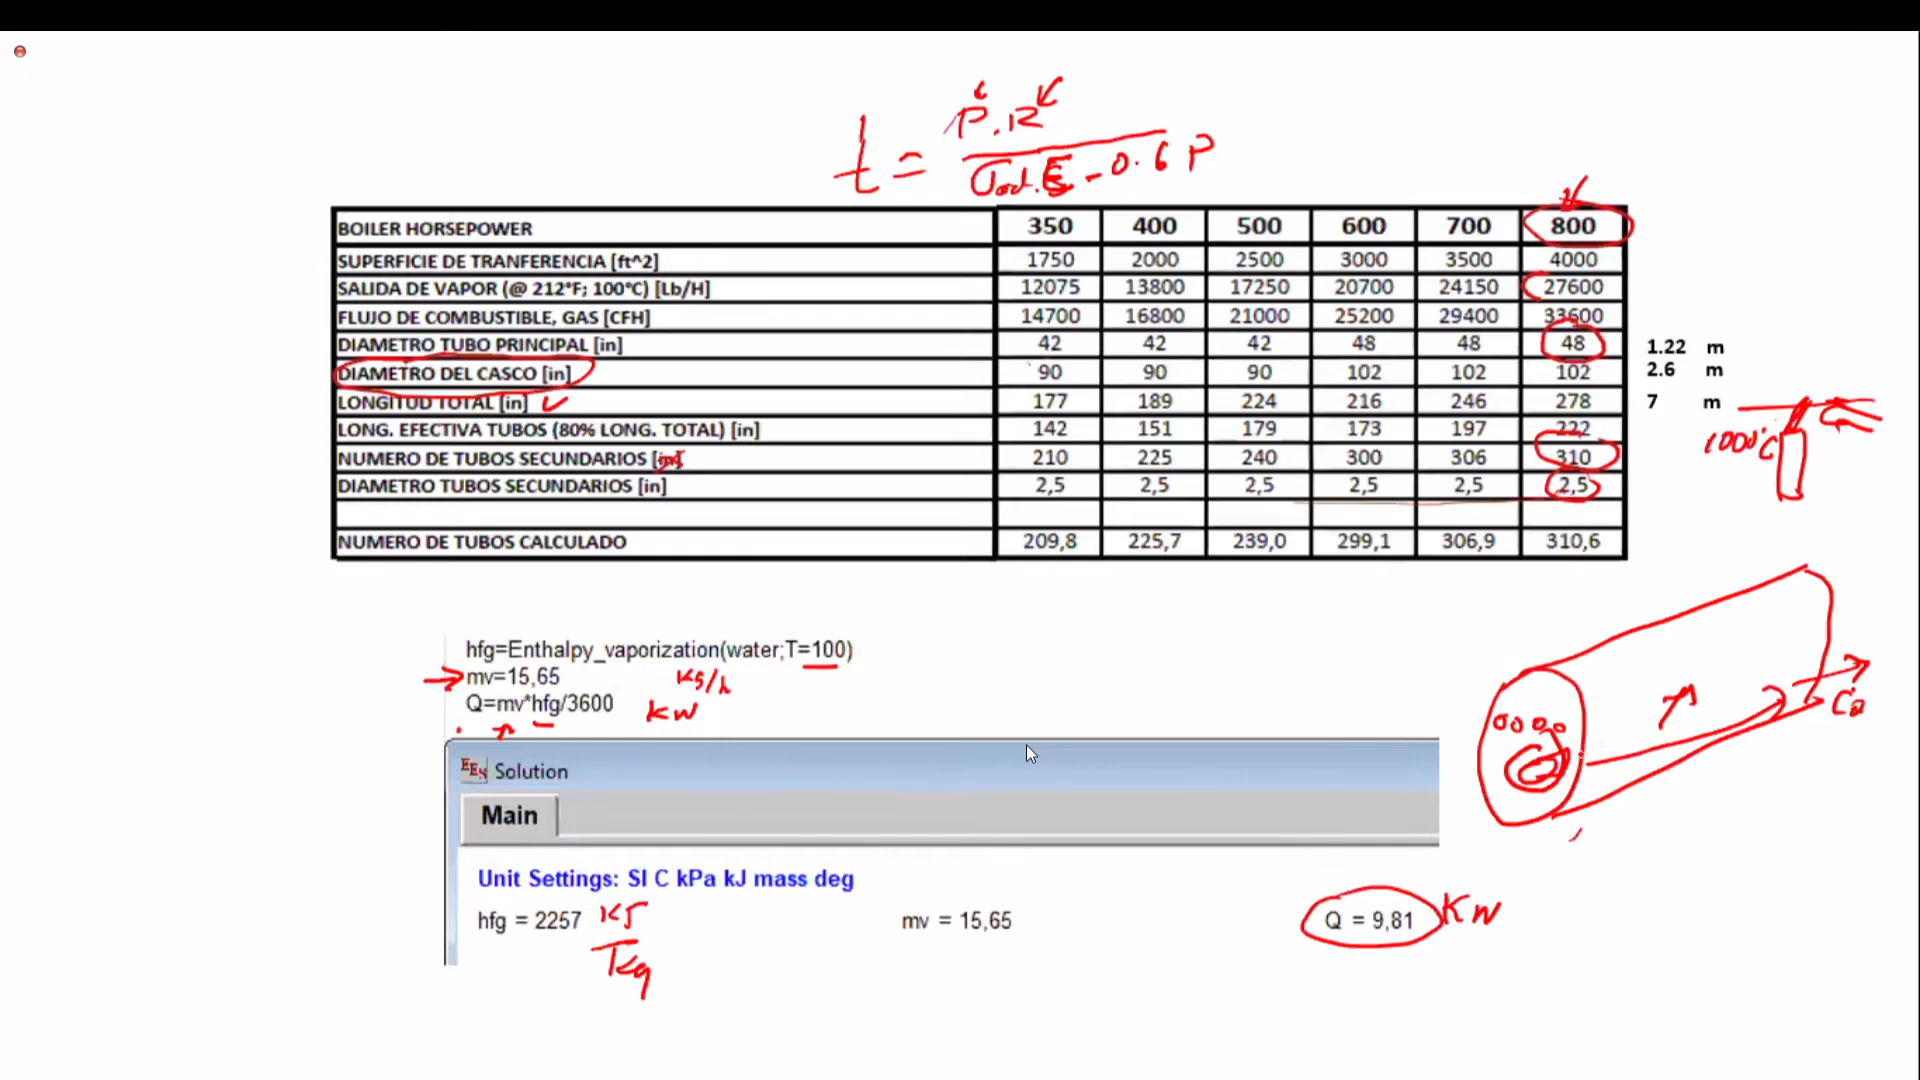 t = P.R / σad.E - 0.6 P
BOILER HORSEPOWER 350 400 500 600 700 800
SUPERFICIE DE TRANFERENCIA [ft^2] 1750 2000 2500 3000 3500 4000
SALIDA DE VAPOR (@ 212°F; 100°C) [Lb/H] 12075 13800 17250 20700 24150 27600
FLUJO DE COMBUSTIBLE, GAS [CFH] 14700 16800 21000 25200 29400 33600
DIAMETRO TUBO PRINCIPAL [in] 42 42 42 48 48 48 1.22 m
DIAMETRO DEL CASCO [in] 90 90 90 102 102 102 2.6 m
LONGITUD TOTAL [in] 177 189 224 216 246 278 7 m
LONG. EFECTIVA TUBOS (80% LONG. TOTAL) [in] 142 151 179 173 197 222
1000°C
NUMERO DE TUBOS SECUNDARIOS [in] 210 225 240 300 306 310
DIAMETRO TUBOS SECUNDARIOS [in] 2,5 2,5 2,5 2,5 2,5 2,5
NUMERO DE TUBOS CALCULADO 209,8 225,7 239,0 299,1 306,9 310,6
hfg=Enthalpy_vaporization(water;T=100)
mv=15,65 kg/h
Q=mv*hfg/3600 kW
EES Solution
Main
Unit Settings: SI C kPa kJ mass deg
hfg = 2257 kJ/kg mv = 15,65 Q = 9,81 kW